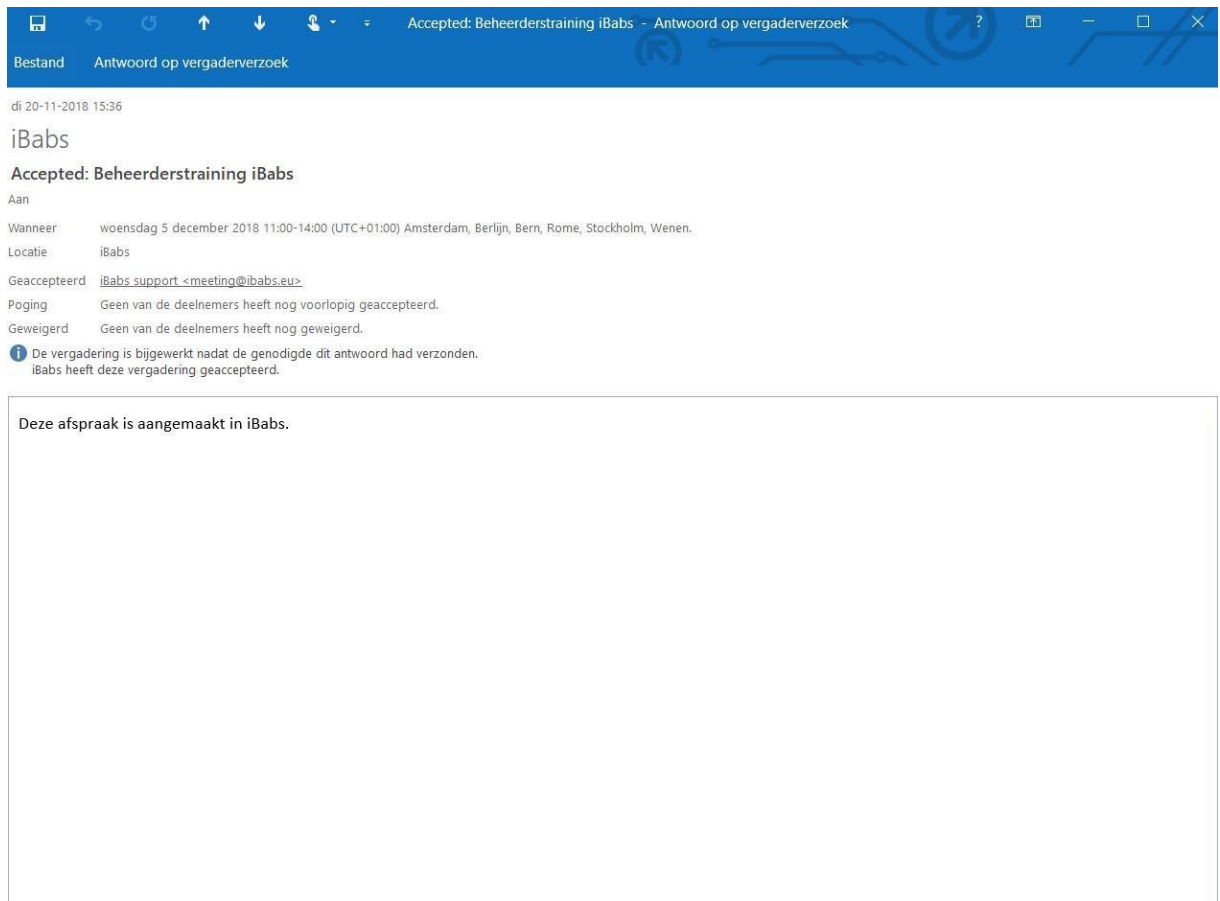 Accepted: Beheerderstraining iBabs - Antwoord op vergaderverzoek
?
Bestand Antwoord op vergaderverzoek
di 20-11-2018 15:36
iBabs
Accepted: Beheerderstraining iBabs
Aan
Wanneer woensdag 5 december 2018 11:00-14:00 (UTC+01:00) Amsterdam, Berlijn, Bern, Rome, Stockholm, Wenen.
Locatie iBabs
Geaccepteerd iBabs support <meeting@ibabs.eu>
Poging Geen van de deelnemers heeft nog voorlopig geaccepteerd.
Geweigerd Geen van de deelnemers heeft nog geweigerd.
De vergadering is bijgewerkt nadat de genodigde dit antwoord had verzonden.
iBabs heeft deze vergadering geaccepteerd.
Deze afspraak is aangemaakt in iBabs.